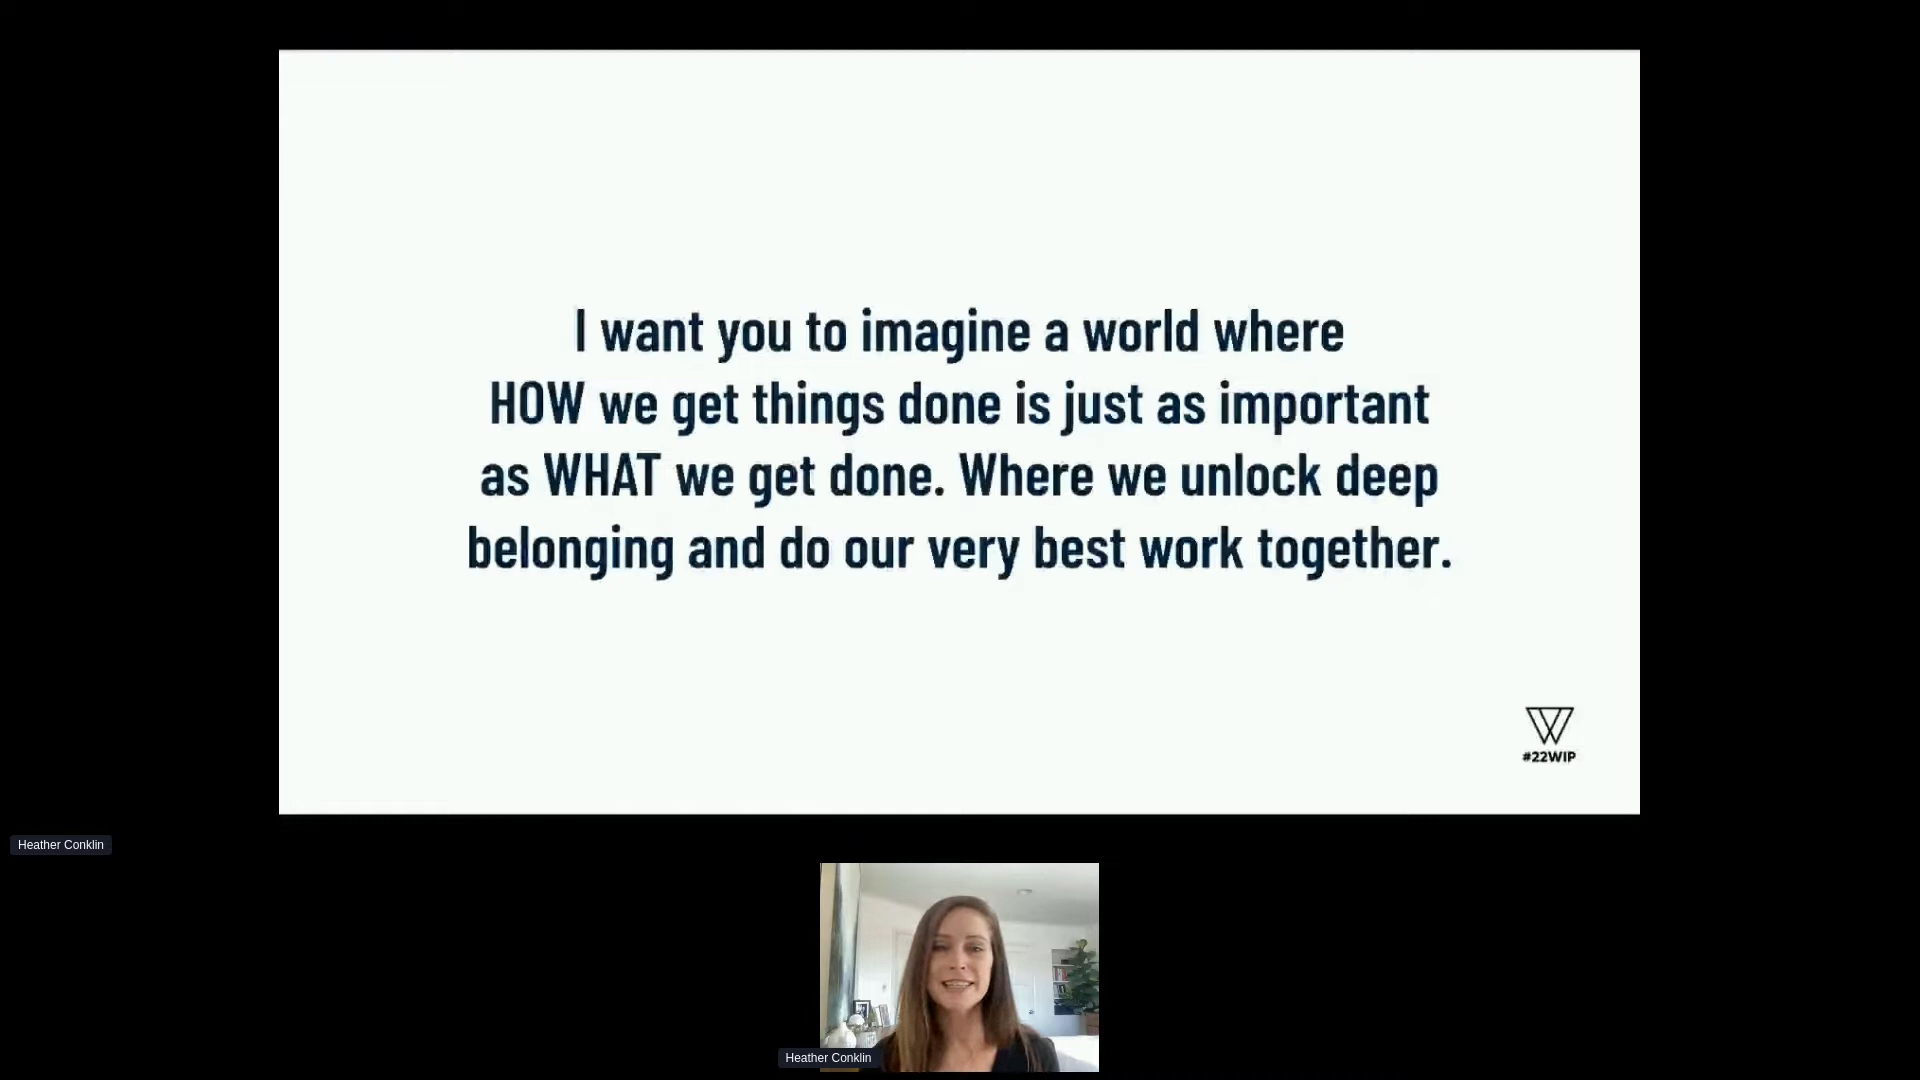 I want you to imagine a world where
HOW we get things done is just as important
as WHAT we get done. Where we unlock deep
belonging and do our very best work together.
#22WIP
Heather Conklin
Heather Conklin